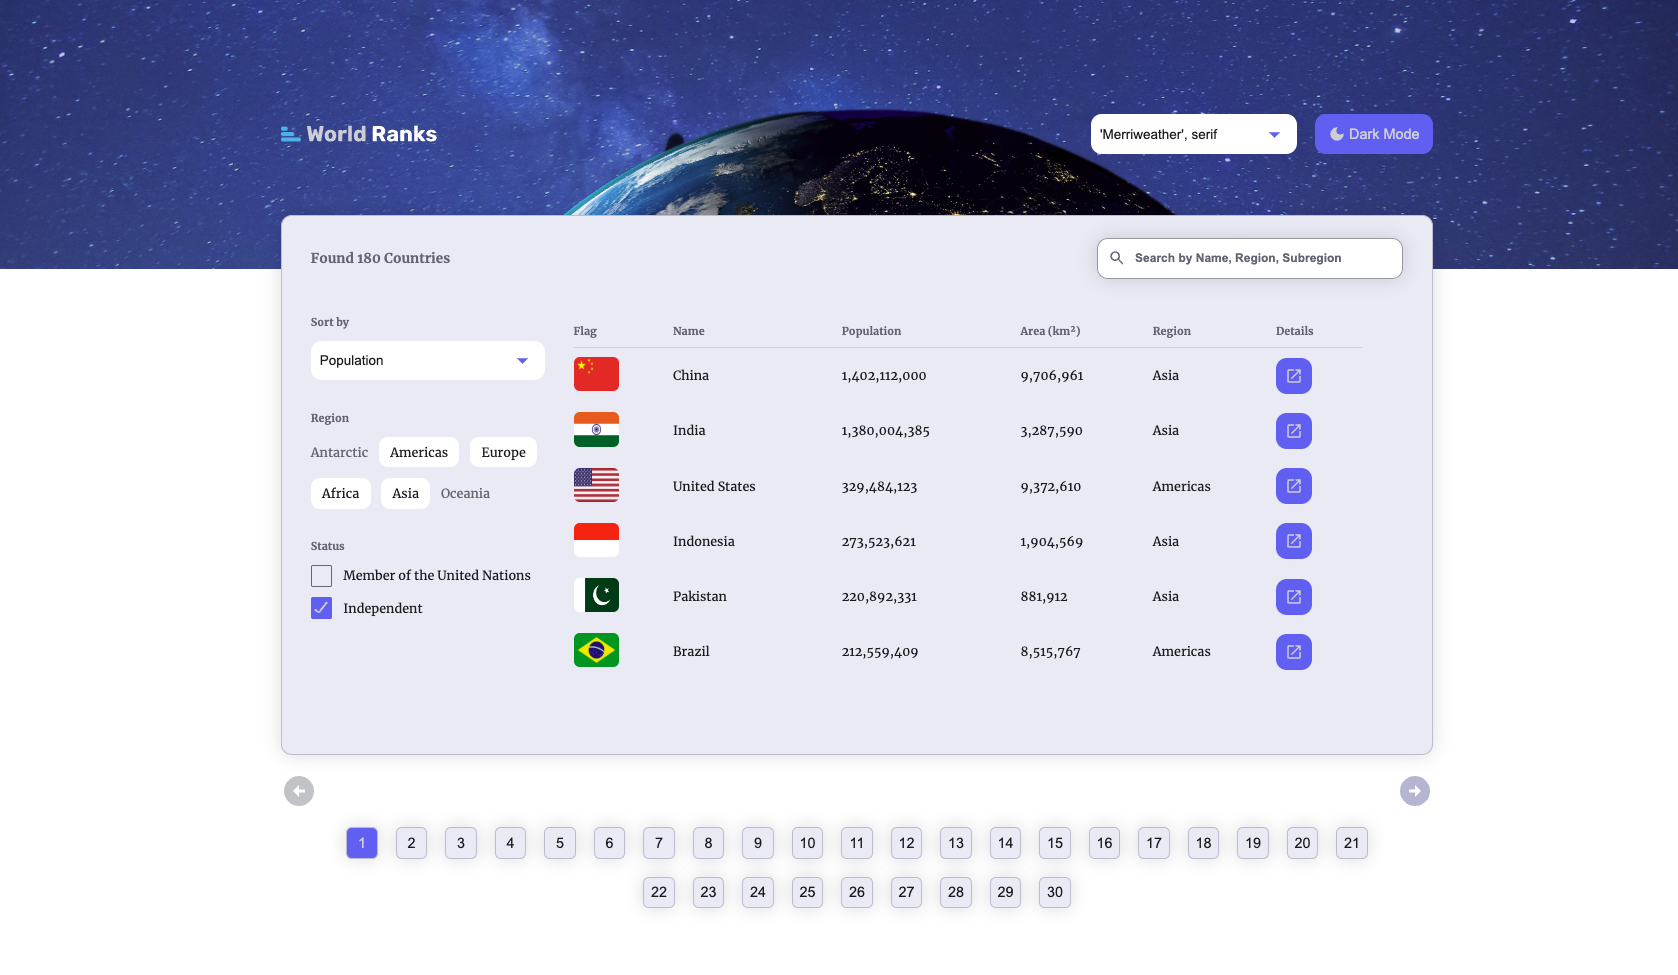 World Ranks
'Merriweather', serif
Dark Mode
Found 180 Countries
Search by Name, Region, Subregion
Sort by
Population
Region
Antarctic Americas Europe
Africa Asia Oceania
Status
Member of the United Nations
Independent
Flag Name Population Area (km²) Region Details
China 1,402,112,000 9,706,961 Asia
India 1,380,004,385 3,287,590 Asia
United States 329,484,123 9,372,610 Americas
Indonesia 273,523,621 1,904,569 Asia
Pakistan 220,892,331 881,912 Asia
Brazil 212,559,409 8,515,767 Americas
1 2 3 4 5 6 7 8 9 10 11 12 13 14 15 16 17 18 19 20 21
22 23 24 25 26 27 28 29 30